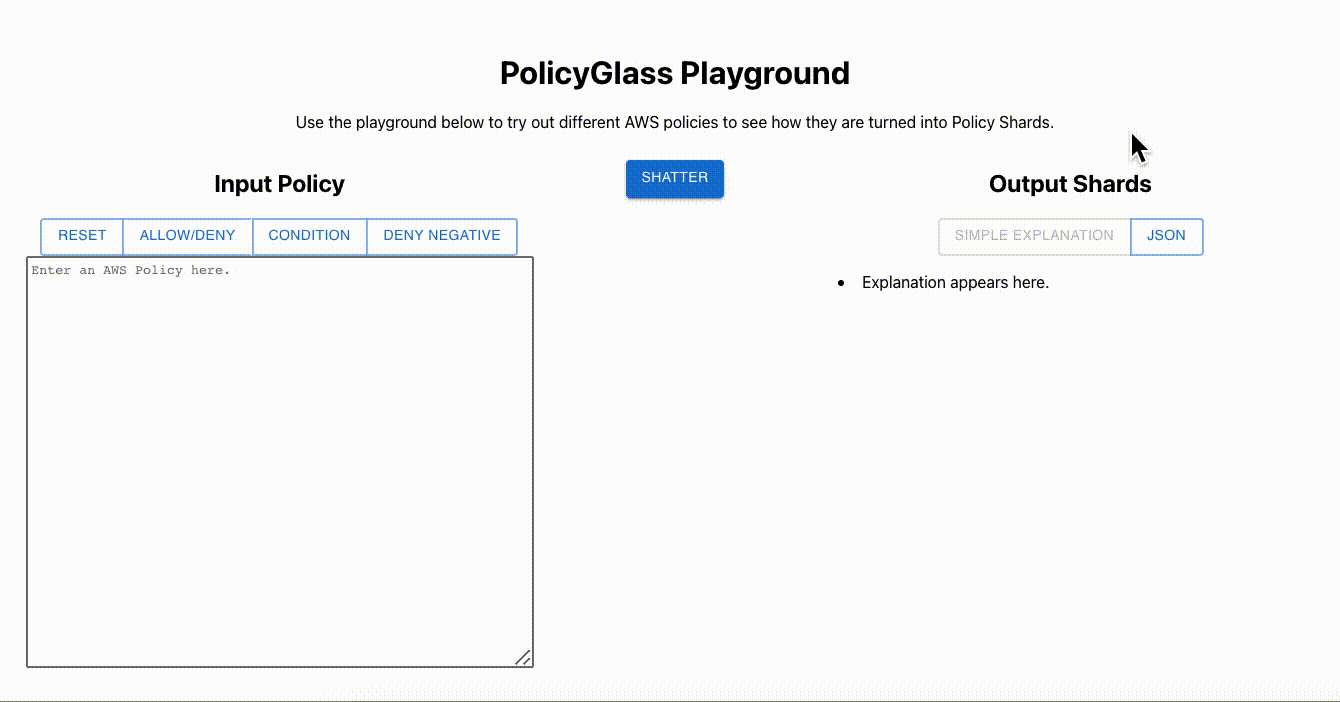 PolicyGlass Playground
Use the playground below to try out different AWS policies to see how they are turned into Policy Shards.
SHATTER
Input Policy
RESET ALLOW/DENY CONDITION DENY NEGATIVE
Enter an AWS Policy here.
Output Shards
SIMPLE EXPLANATION JSON
• Explanation appears here.